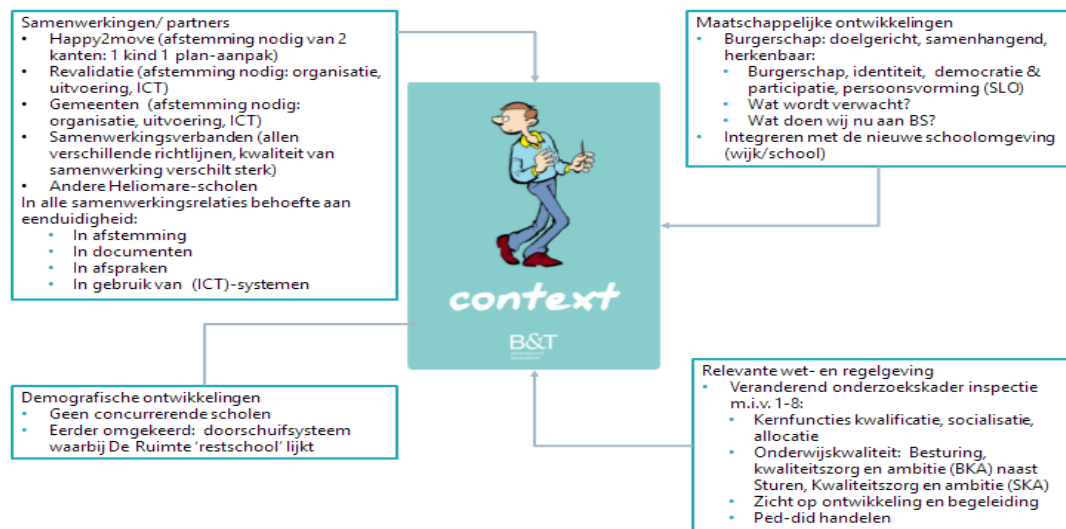 Samenwerkingen/ partners
• Happy2move (afstemming nodig van 2
kanten: 1 kind 1 plan-aanpak)
• Revalidatie (afstemming nodig: organisatie,
uitvoering, ICT)
• Gemeenten (afstemming nodig:
organisatie, uitvoering, ICT)
• Samenwerkingsverbanden (allen
verschillende richtlijnen, kwaliteit van
samenwerking verschilt sterk)
• Andere Heliomare-scholen
In alle samenwerkingsrelaties behoefte aan
eenduidigheid:
• In afstemming
• In documenten
• In afspraken
• In gebruik van (ICT)-systemen
Maatschappelijke ontwikkelingen
• Burgerschap: doelgericht, samenhangend,
herkenbaar:
• Burgerschap, identiteit, democratie &
participatie, persoonsvorming (SLO)
• Wat wordt verwacht?
• Wat doen wij nu aan BS?
• Integreren met de nieuwe schoolomgeving
(wijk/school)
context
B&T
Demografische ontwikkelingen
• Geen concurrerende scholen
• Eerder omgekeerd: doorschuifsysteem
waarbij De Ruimte ‘restschool’ lijkt
Relevante wet- en regelgeving
• Veranderend onderzoekskader inspectie
m.i.v. 1-8:
• Kernfuncties kwalificatie, socialisatie,
allocatie
• Onderwijskwaliteit: Besturing,
kwaliteitszorg en ambitie (BKA) naast
Sturen, Kwaliteitszorg en ambitie (SKA)
• Zicht op ontwikkeling en begeleiding
• Ped-did handelen